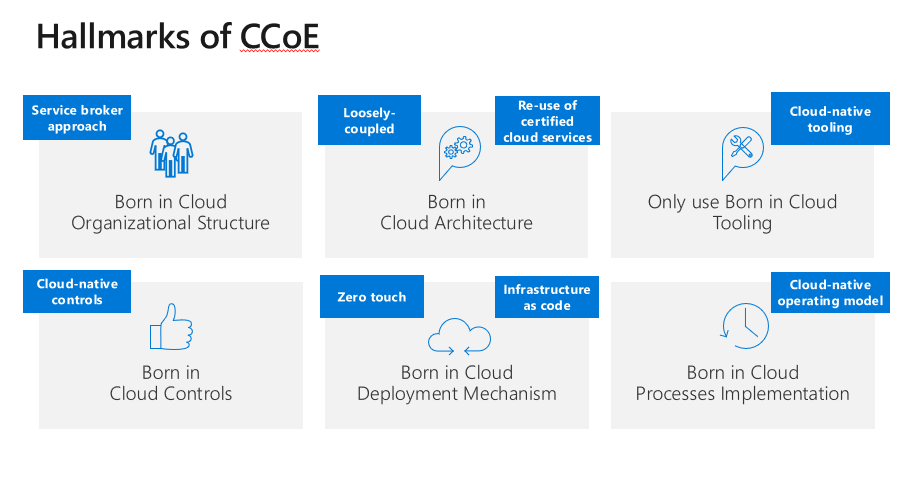 Hallmarks of CCoE
Service broker
approach
Born in Cloud
Organizational Structure
Loosely-
coupled
Re-use of
certified
cloud services
Born in
Cloud Architecture
Cloud-native
tooling
Only use Born in Cloud
Tooling
Cloud-native
controls
Born in
Cloud Controls
Zero touch
Infrastructure
as code
Born in Cloud
Deployment Mechanism
Cloud-native
operating model
Born in Cloud
Processes Implementation